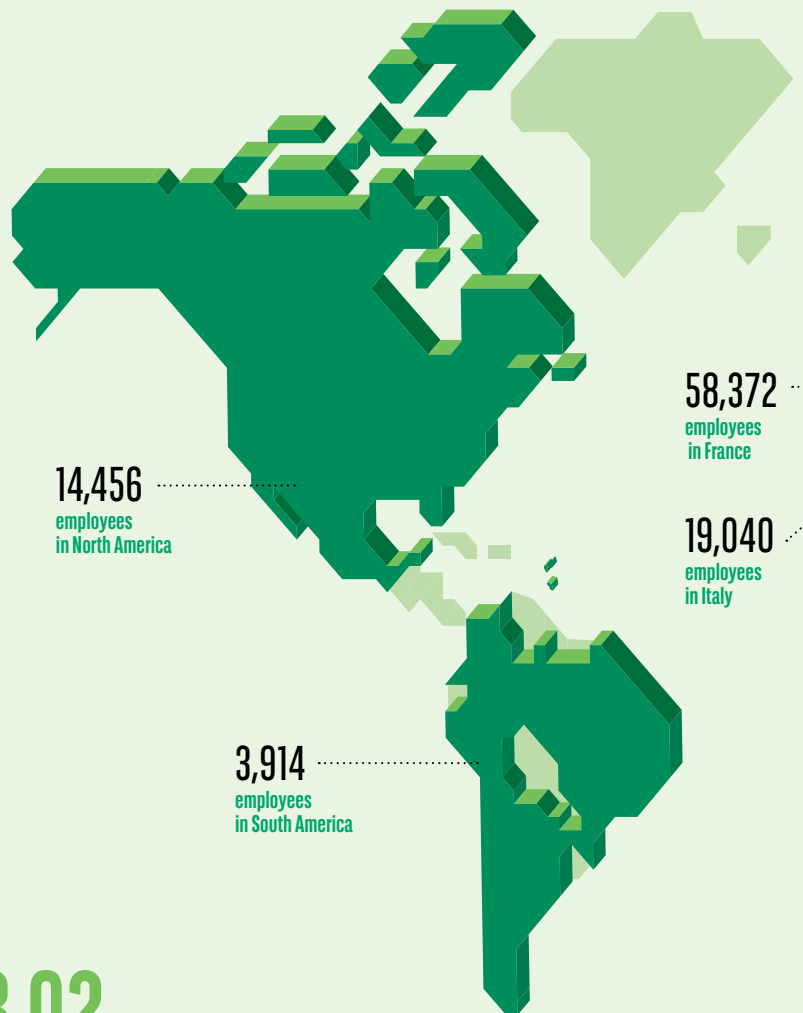 58,372
employees
in France
14,456
employees
in North America
19,040
employees
in Italy
3,914
employees
in South America